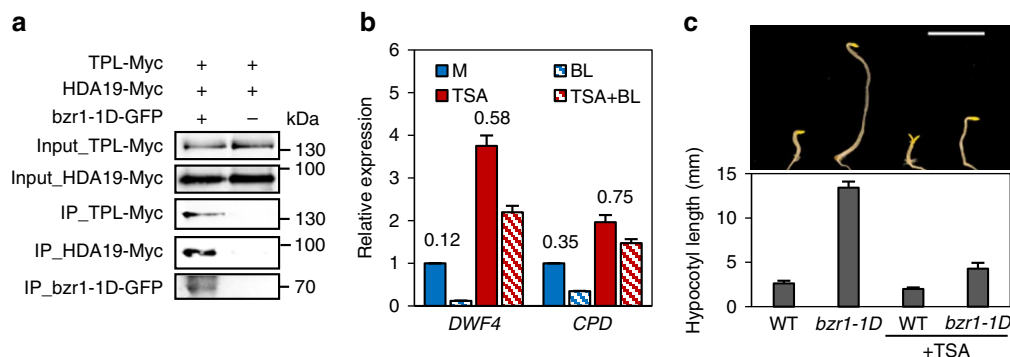 a
TPL-Myc + +
HDA19-Myc + +
bzr1-1D-GFP + – kDa
Input_TPL-Myc 130
Input_HDA19-Myc 100
IP_TPL-Myc 130
IP_HDA19-Myc 100
IP_bzr1-1D-GFP 70
b
Relative expression
6
5
4
3
2
1
0
M BL
TSA TSA+BL
0.12
0.58
0.35
0.75
DWF4 CPD
c
Hypocotyl length (mm)
15
10
5
0
WT bzr1-1D WT bzr1-1D
+TSA